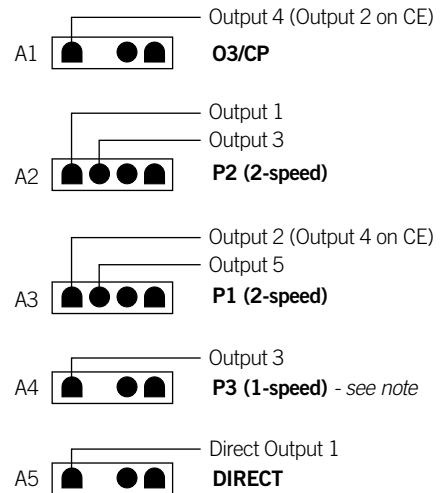 Output 4 (Output 2 on CE)
A1 O3/CP
Output 1
Output 3
A2 P2 (2-speed)
Output 2 (Output 4 on CE)
Output 5
A3 P1 (2-speed)
Output 3
A4 P3 (1-speed) - see note
Direct Output 1
A5 DIRECT